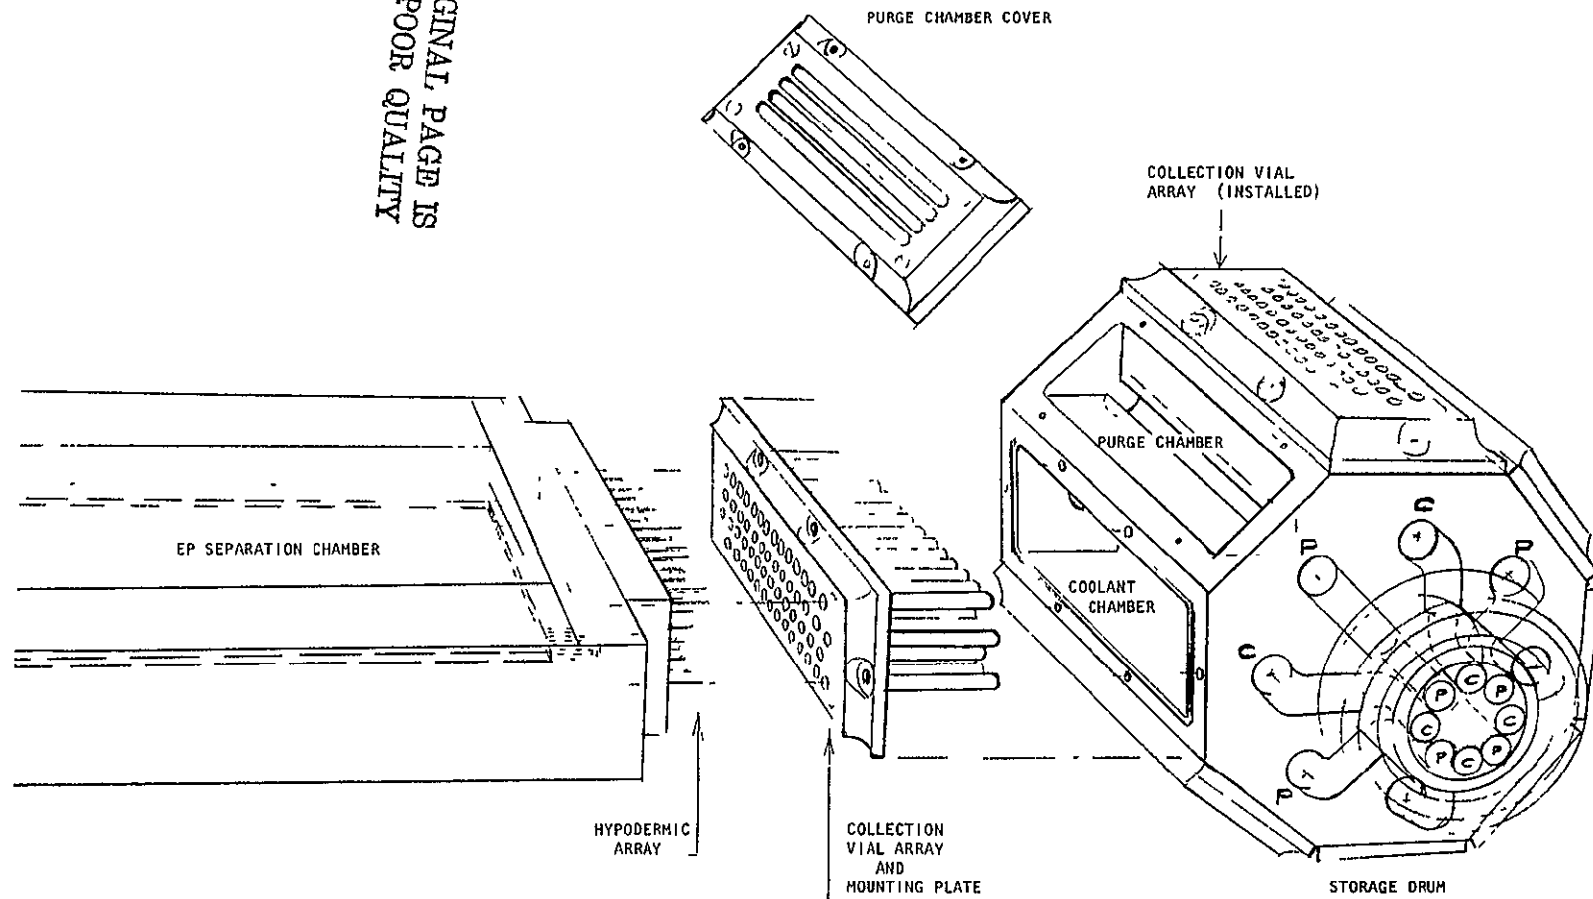 GINAL PAGE IS
POOR QUALITY
PURGE CHAMBER COVER
COLLECTION VIAL
ARRAY (INSTALLED)
PURGE CHAMBER
EP SEPARATION CHAMBER
COOLANT
CHAMBER
C
P
P
C
P
C
P
P
C
C
P
P
C
HYPODERMIC
ARRAY
COLLECTION
VIAL ARRAY
AND
MOUNTING PLATE
STORAGE DRUM